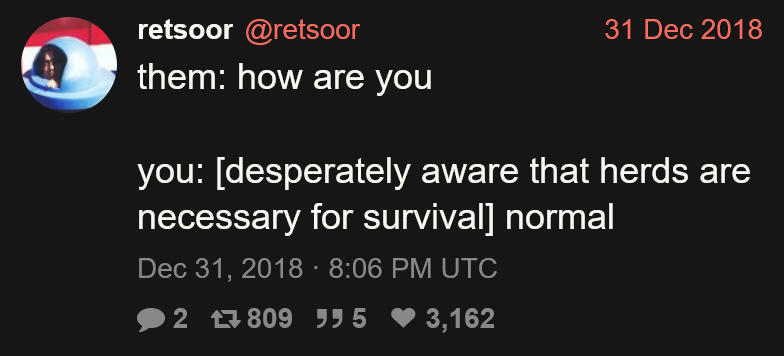 retsoor @retsoor 31 Dec 2018
them: how are you
you: [desperately aware that herds are
necessary for survival] normal
Dec 31, 2018 · 8:06 PM UTC
2 809 5 3,162